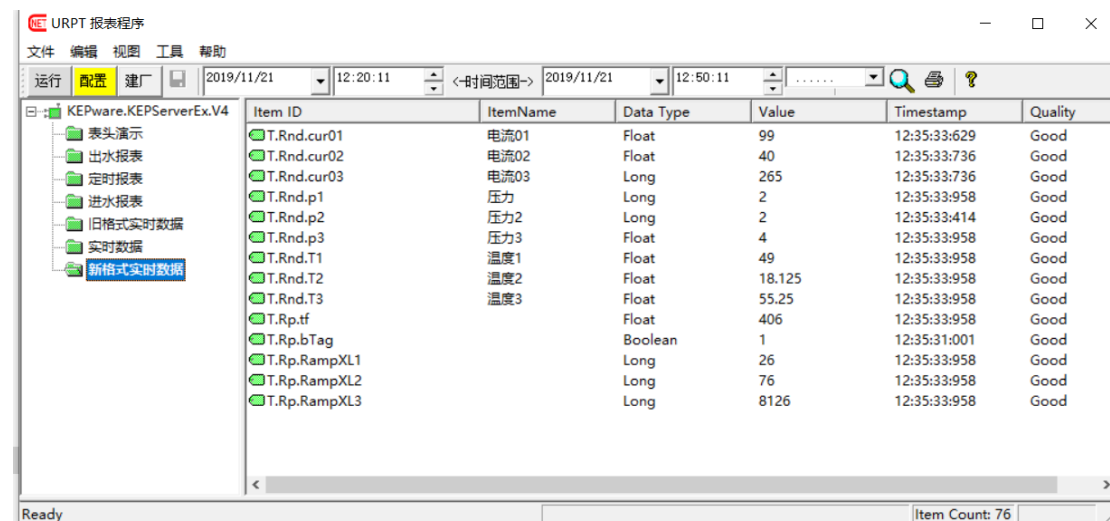 NET URPT 报表程序
文件 编辑 视图 工具 帮助
运行 配置 建厂 2019/11/21 12:20:11 <-时间范围-> 2019/11/21 12:50:11 ...... ?
KEPware.KEPServerEx.V4
表头演示
出水报表
定时报表
进水报表
旧格式实时数据
实时数据
新格式实时数据
Item ID ItemName Data Type Value Timestamp Quality
T.Rnd.cur01 电流01 Float 99 12:35:33:629 Good
T.Rnd.cur02 电流02 Float 40 12:35:33:736 Good
T.Rnd.cur03 电流03 Long 265 12:35:33:736 Good
T.Rnd.p1 压力 Long 2 12:35:33:958 Good
T.Rnd.p2 压力2 Long 2 12:35:33:414 Good
T.Rnd.p3 压力3 Float 4 12:35:33:958 Good
T.Rnd.T1 温度1 Float 49 12:35:33:958 Good
T.Rnd.T2 温度2 Float 18.125 12:35:33:958 Good
T.Rnd.T3 温度3 Float 55.25 12:35:33:958 Good
T.Rp.tf Float 406 12:35:33:958 Good
T.Rp.bTag Boolean 1 12:35:31:001 Good
T.Rp.RampXL1 Long 26 12:35:33:958 Good
T.Rp.RampXL2 Long 76 12:35:33:958 Good
T.Rp.RampXL3 Long 8126 12:35:33:958 Good
Ready Item Count: 76